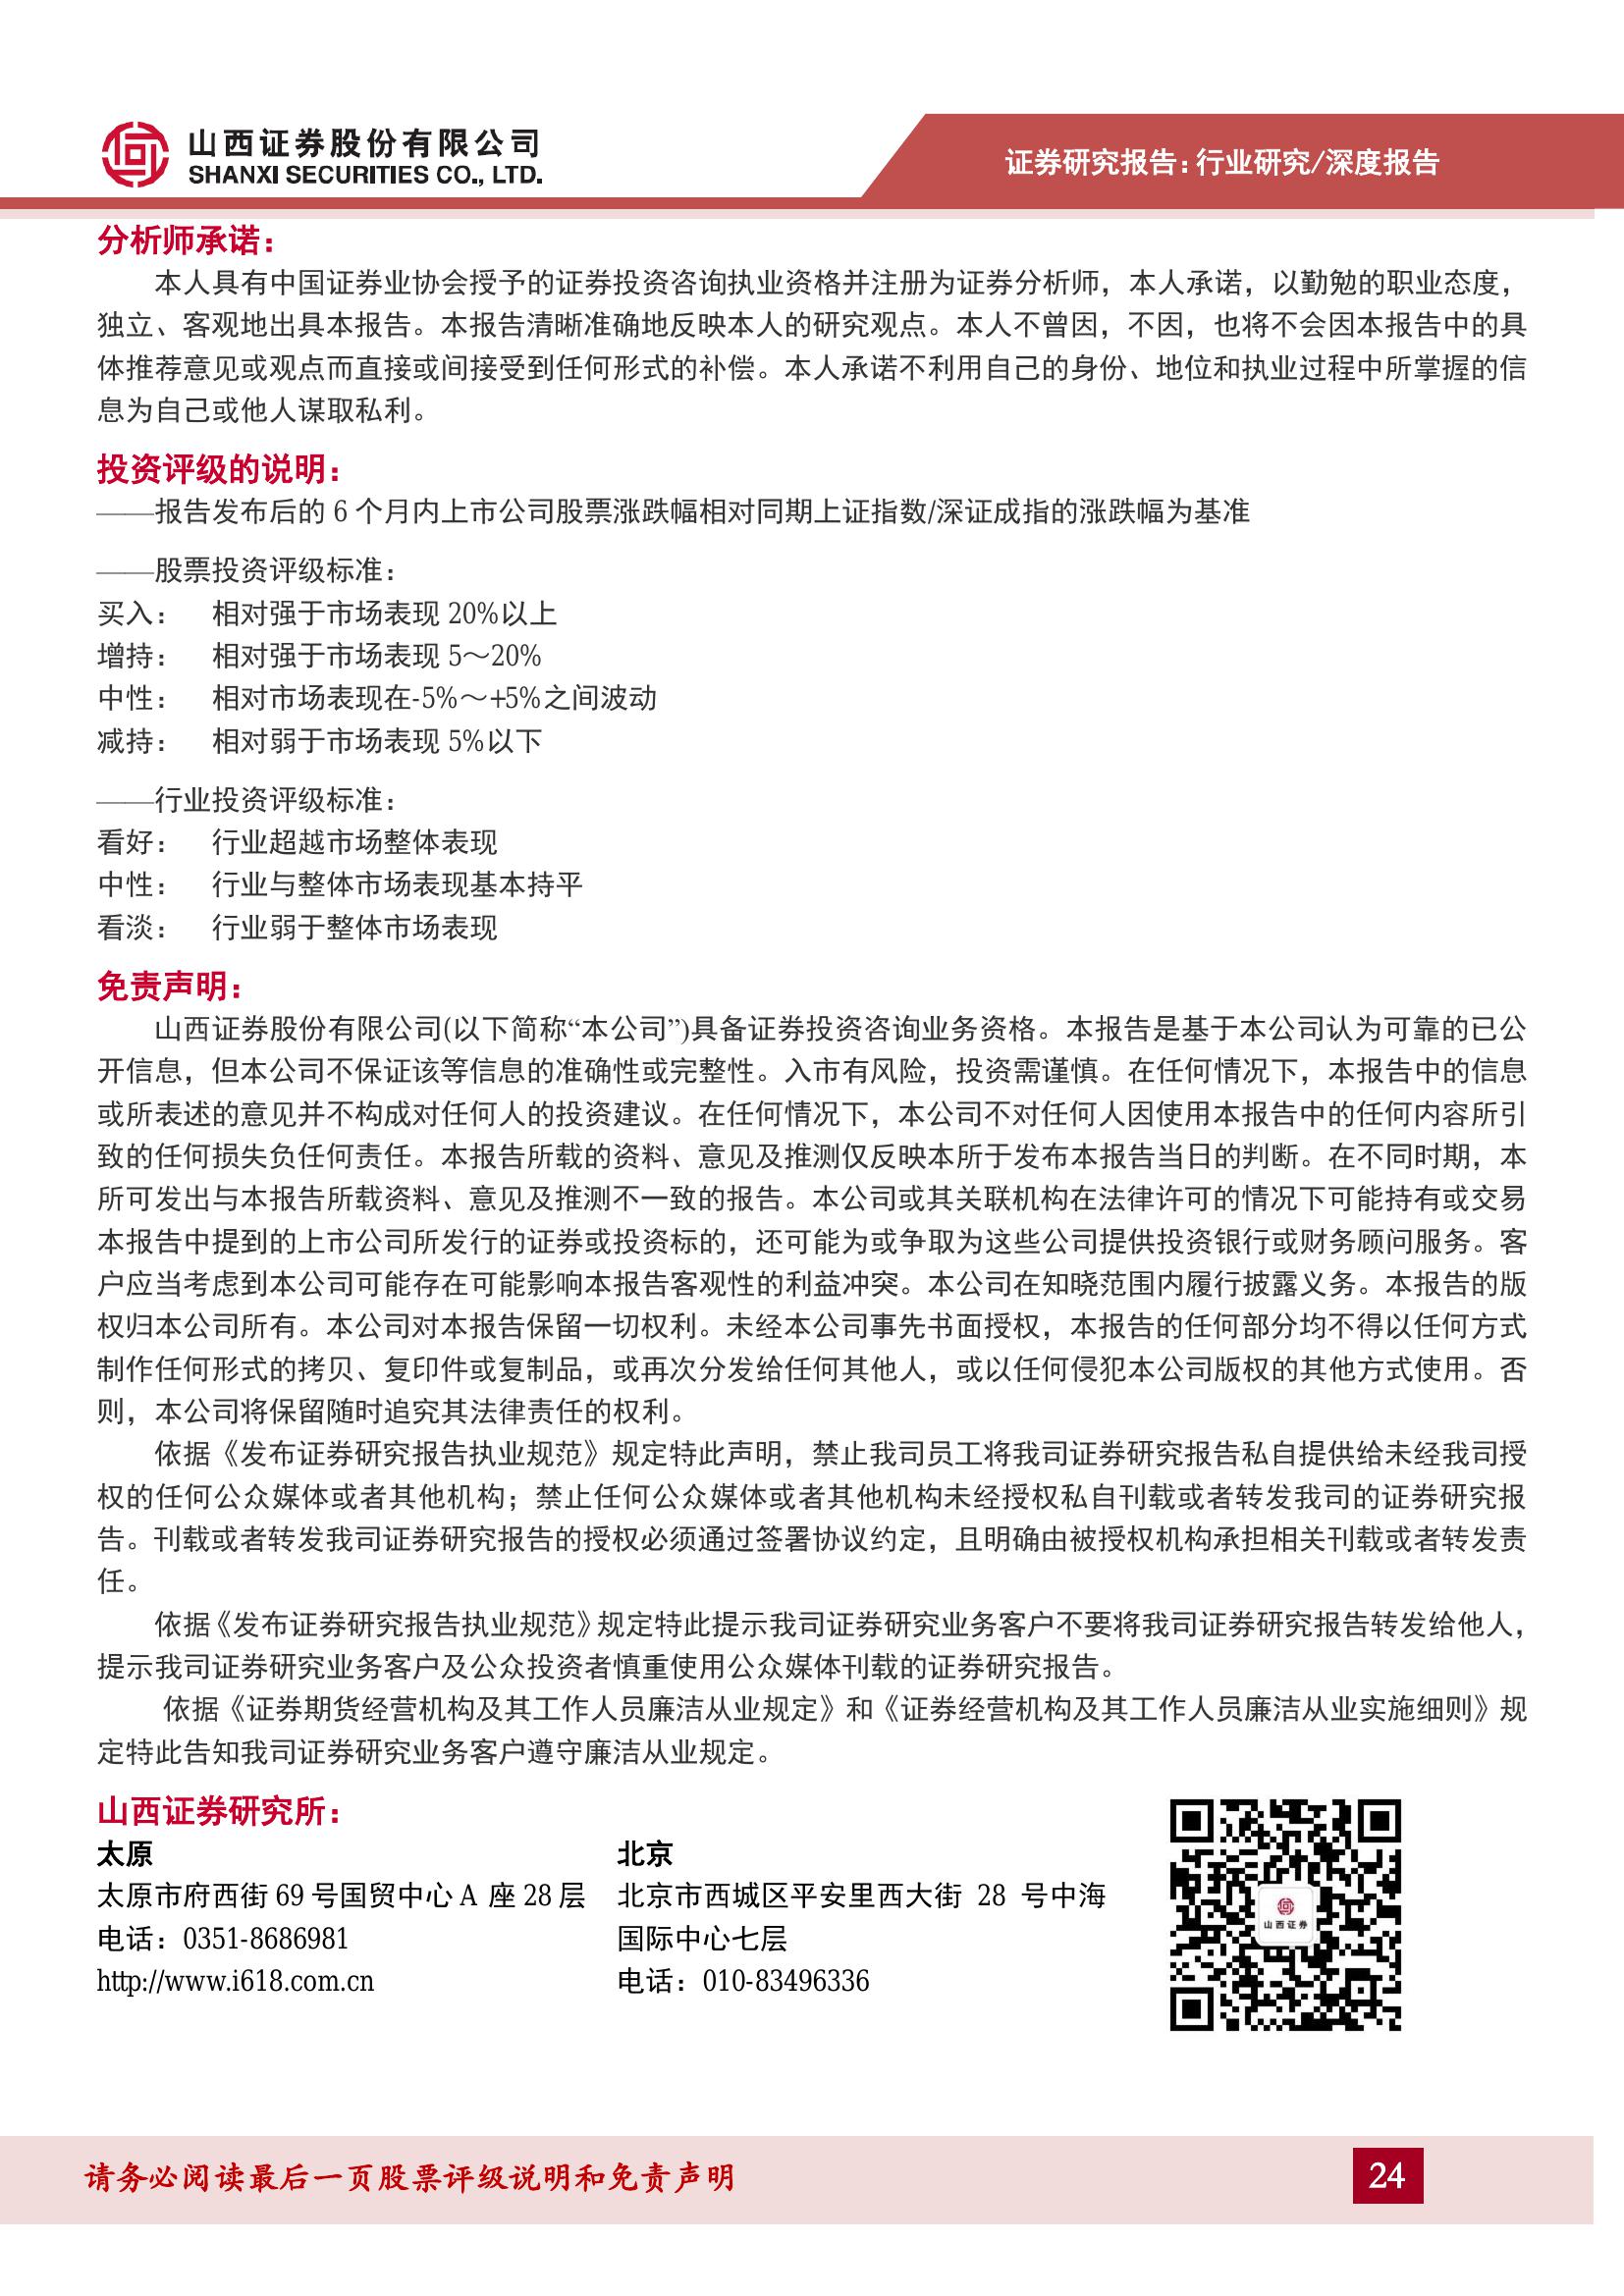 山西证券股份有限公司
SHANXI SECURITIES CO., LTD.
证券研究报告：行业研究/深度报告
分析师承诺：
本人具有中国证券业协会授予的证券投资咨询执业资格并注册为证券分析师，本人承诺，以勤勉的职业态度，
独立、客观地出具本报告。本报告清晰准确地反映本人的研究观点。本人不曾因，不因，也将不会因本报告中的具
体推荐意见或观点而直接或间接受到任何形式的补偿。本人承诺不利用自己的身份、地位和执业过程中所掌握的信
息为自己或他人谋取私利。
投资评级的说明：
——报告发布后的 6 个月内上市公司股票涨跌幅相对同期上证指数/深证成指的涨跌幅为基准
——股票投资评级标准：
买入： 相对强于市场表现 20%以上
增持： 相对强于市场表现 5～20%
中性： 相对市场表现在-5%～+5%之间波动
减持： 相对弱于市场表现 5%以下
——行业投资评级标准：
看好： 行业超越市场整体表现
中性： 行业与整体市场表现基本持平
看淡： 行业弱于整体市场表现
免责声明：
山西证券股份有限公司(以下简称“本公司”)具备证券投资咨询业务资格。本报告是基于本公司认为可靠的已公
开信息，但本公司不保证该等信息的准确性或完整性。入市有风险，投资需谨慎。在任何情况下，本报告中的信息
或所表述的意见并不构成对任何人的投资建议。在任何情况下，本公司不对任何人因使用本报告中的任何内容所引
致的任何损失负任何责任。本报告所载的资料、意见及推测仅反映本所于发布本报告当日的判断。在不同时期，本
所可发出与本报告所载资料、意见及推测不一致的报告。本公司或其关联机构在法律许可的情况下可能持有或交易
本报告中提到的上市公司所发行的证券或投资标的，还可能为或争取为这些公司提供投资银行或财务顾问服务。客
户应当考虑到本公司可能存在可能影响本报告客观性的利益冲突。本公司在知晓范围内履行披露义务。本报告的版
权归本公司所有。本公司对本报告保留一切权利。未经本公司事先书面授权，本报告的任何部分均不得以任何方式
制作任何形式的拷贝、复印件或复制品，或再次分发给任何其他人，或以任何侵犯本公司版权的其他方式使用。否
则，本公司将保留随时追究其法律责任的权利。
依据《发布证券研究报告执业规范》规定特此声明，禁止我司员工将我司证券研究报告私自提供给未经我司授
权的任何公众媒体或者其他机构；禁止任何公众媒体或者其他机构未经授权私自刊载或者转发我司的证券研究报
告。刊载或者转发我司证券研究报告的授权必须通过签署协议约定，且明确由被授权机构承担相关刊载或者转发责
任。
依据《发布证券研究报告执业规范》规定特此提示我司证券研究业务客户不要将我司证券研究报告转发给他人，
提示我司证券研究业务客户及公众投资者慎重使用公众媒体刊载的证券研究报告。
依据《证券期货经营机构及其工作人员廉洁从业规定》和《证券经营机构及其工作人员廉洁从业实施细则》规
定特此告知我司证券研究业务客户遵守廉洁从业规定。
山西证券研究所：
太原
太原市府西街 69 号国贸中心 A 座 28 层
电话：0351-8686981
http://www.i618.com.cn
北京
北京市西城区平安里西大街 28 号中海
国际中心七层
电话：010-83496336
山西证券
请务必阅读最后一页股票评级说明和免责声明
24